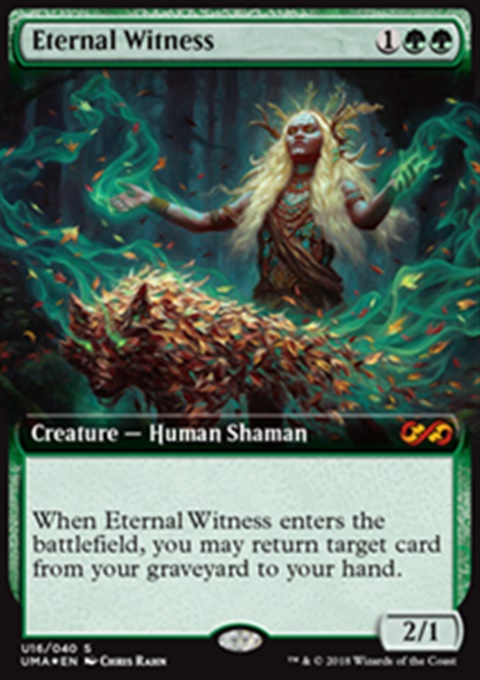 Eternal Witness 1
Creature — Human Shaman
When Eternal Witness enters the
battlefield, you may return target card
from your graveyard to your hand.
2/1
U16/040 S
UMA★EN Chris Rahn
™ & © 2018 Wizards of the Coast